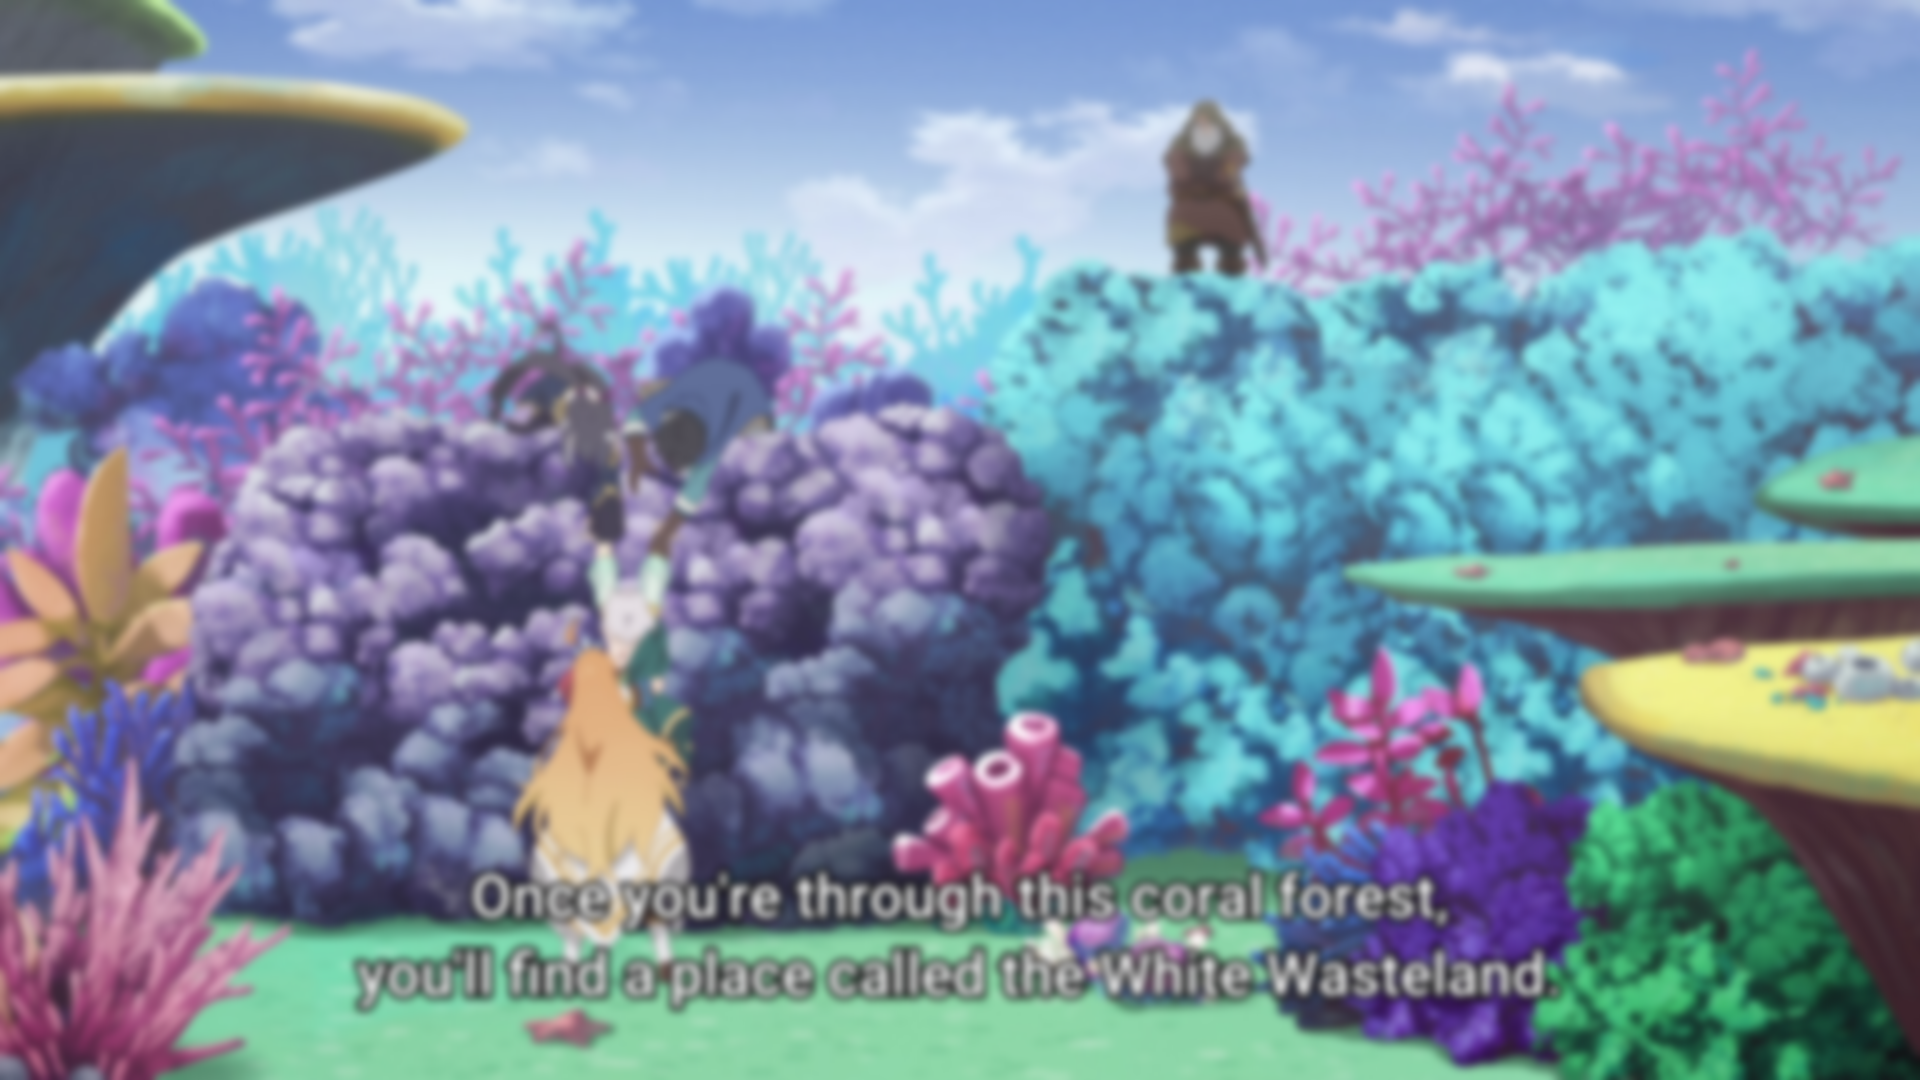 Once you're through this coral forest,
you'll find a place called the White Wasteland.